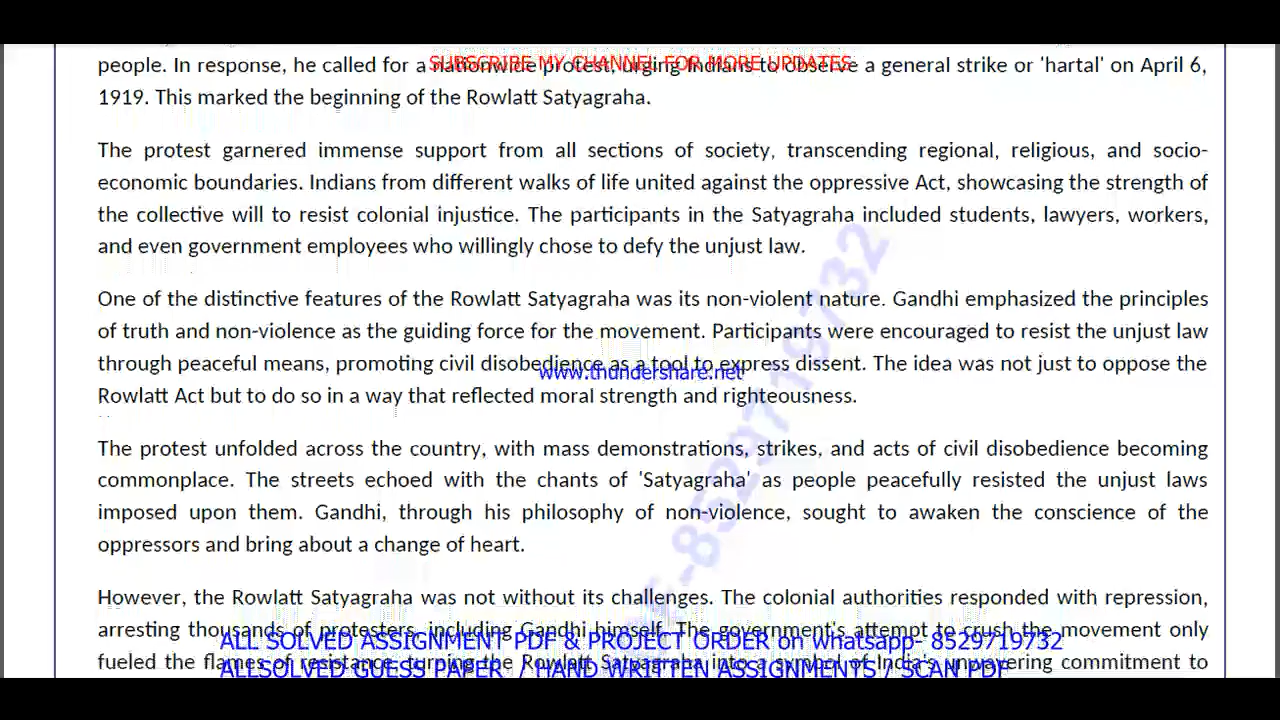 people. In response, he called for a nationwide protest, urging Indians to observe a general strike or 'hartal' on April 6,
SUBSCRIBE MY CHANNEL FOR MORE UPDATES
1919. This marked the beginning of the Rowlatt Satyagraha.
The protest garnered immense support from all sections of society, transcending regional, religious, and socio-
economic boundaries. Indians from different walks of life united against the oppressive Act, showcasing the strength of
the collective will to resist colonial injustice. The participants in the Satyagraha included students, lawyers, workers,
and even government employees who willingly chose to defy the unjust law.
One of the distinctive features of the Rowlatt Satyagraha was its non-violent nature. Gandhi emphasized the principles
of truth and non-violence as the guiding force for the movement. Participants were encouraged to resist the unjust law
through peaceful means, promoting civil disobedience as a tool to express dissent. The idea was not just to oppose the
www.thundershare.net
Rowlatt Act but to do so in a way that reflected moral strength and righteousness.
The protest unfolded across the country, with mass demonstrations, strikes, and acts of civil disobedience becoming
commonplace. The streets echoed with the chants of 'Satyagraha' as people peacefully resisted the unjust laws
imposed upon them. Gandhi, through his philosophy of non-violence, sought to awaken the conscience of the
oppressors and bring about a change of heart.
However, the Rowlatt Satyagraha was not without its challenges. The colonial authorities responded with repression,
arresting thousands of protesters, including Gandhi himself. The government's attempt to crush the movement only
ALL SOLVED ASSIGNMENT PDF & PROJECT ORDER on whatsapp- 8529719732
fueled the flames of resistance, turning the Rowlatt Satyagraha into a symbol of India's unwavering commitment to
ALLSOLVED GUESS PAPER / HAND WRITTEN ASSIGNMENTS / SCAN PDF
-8529719732